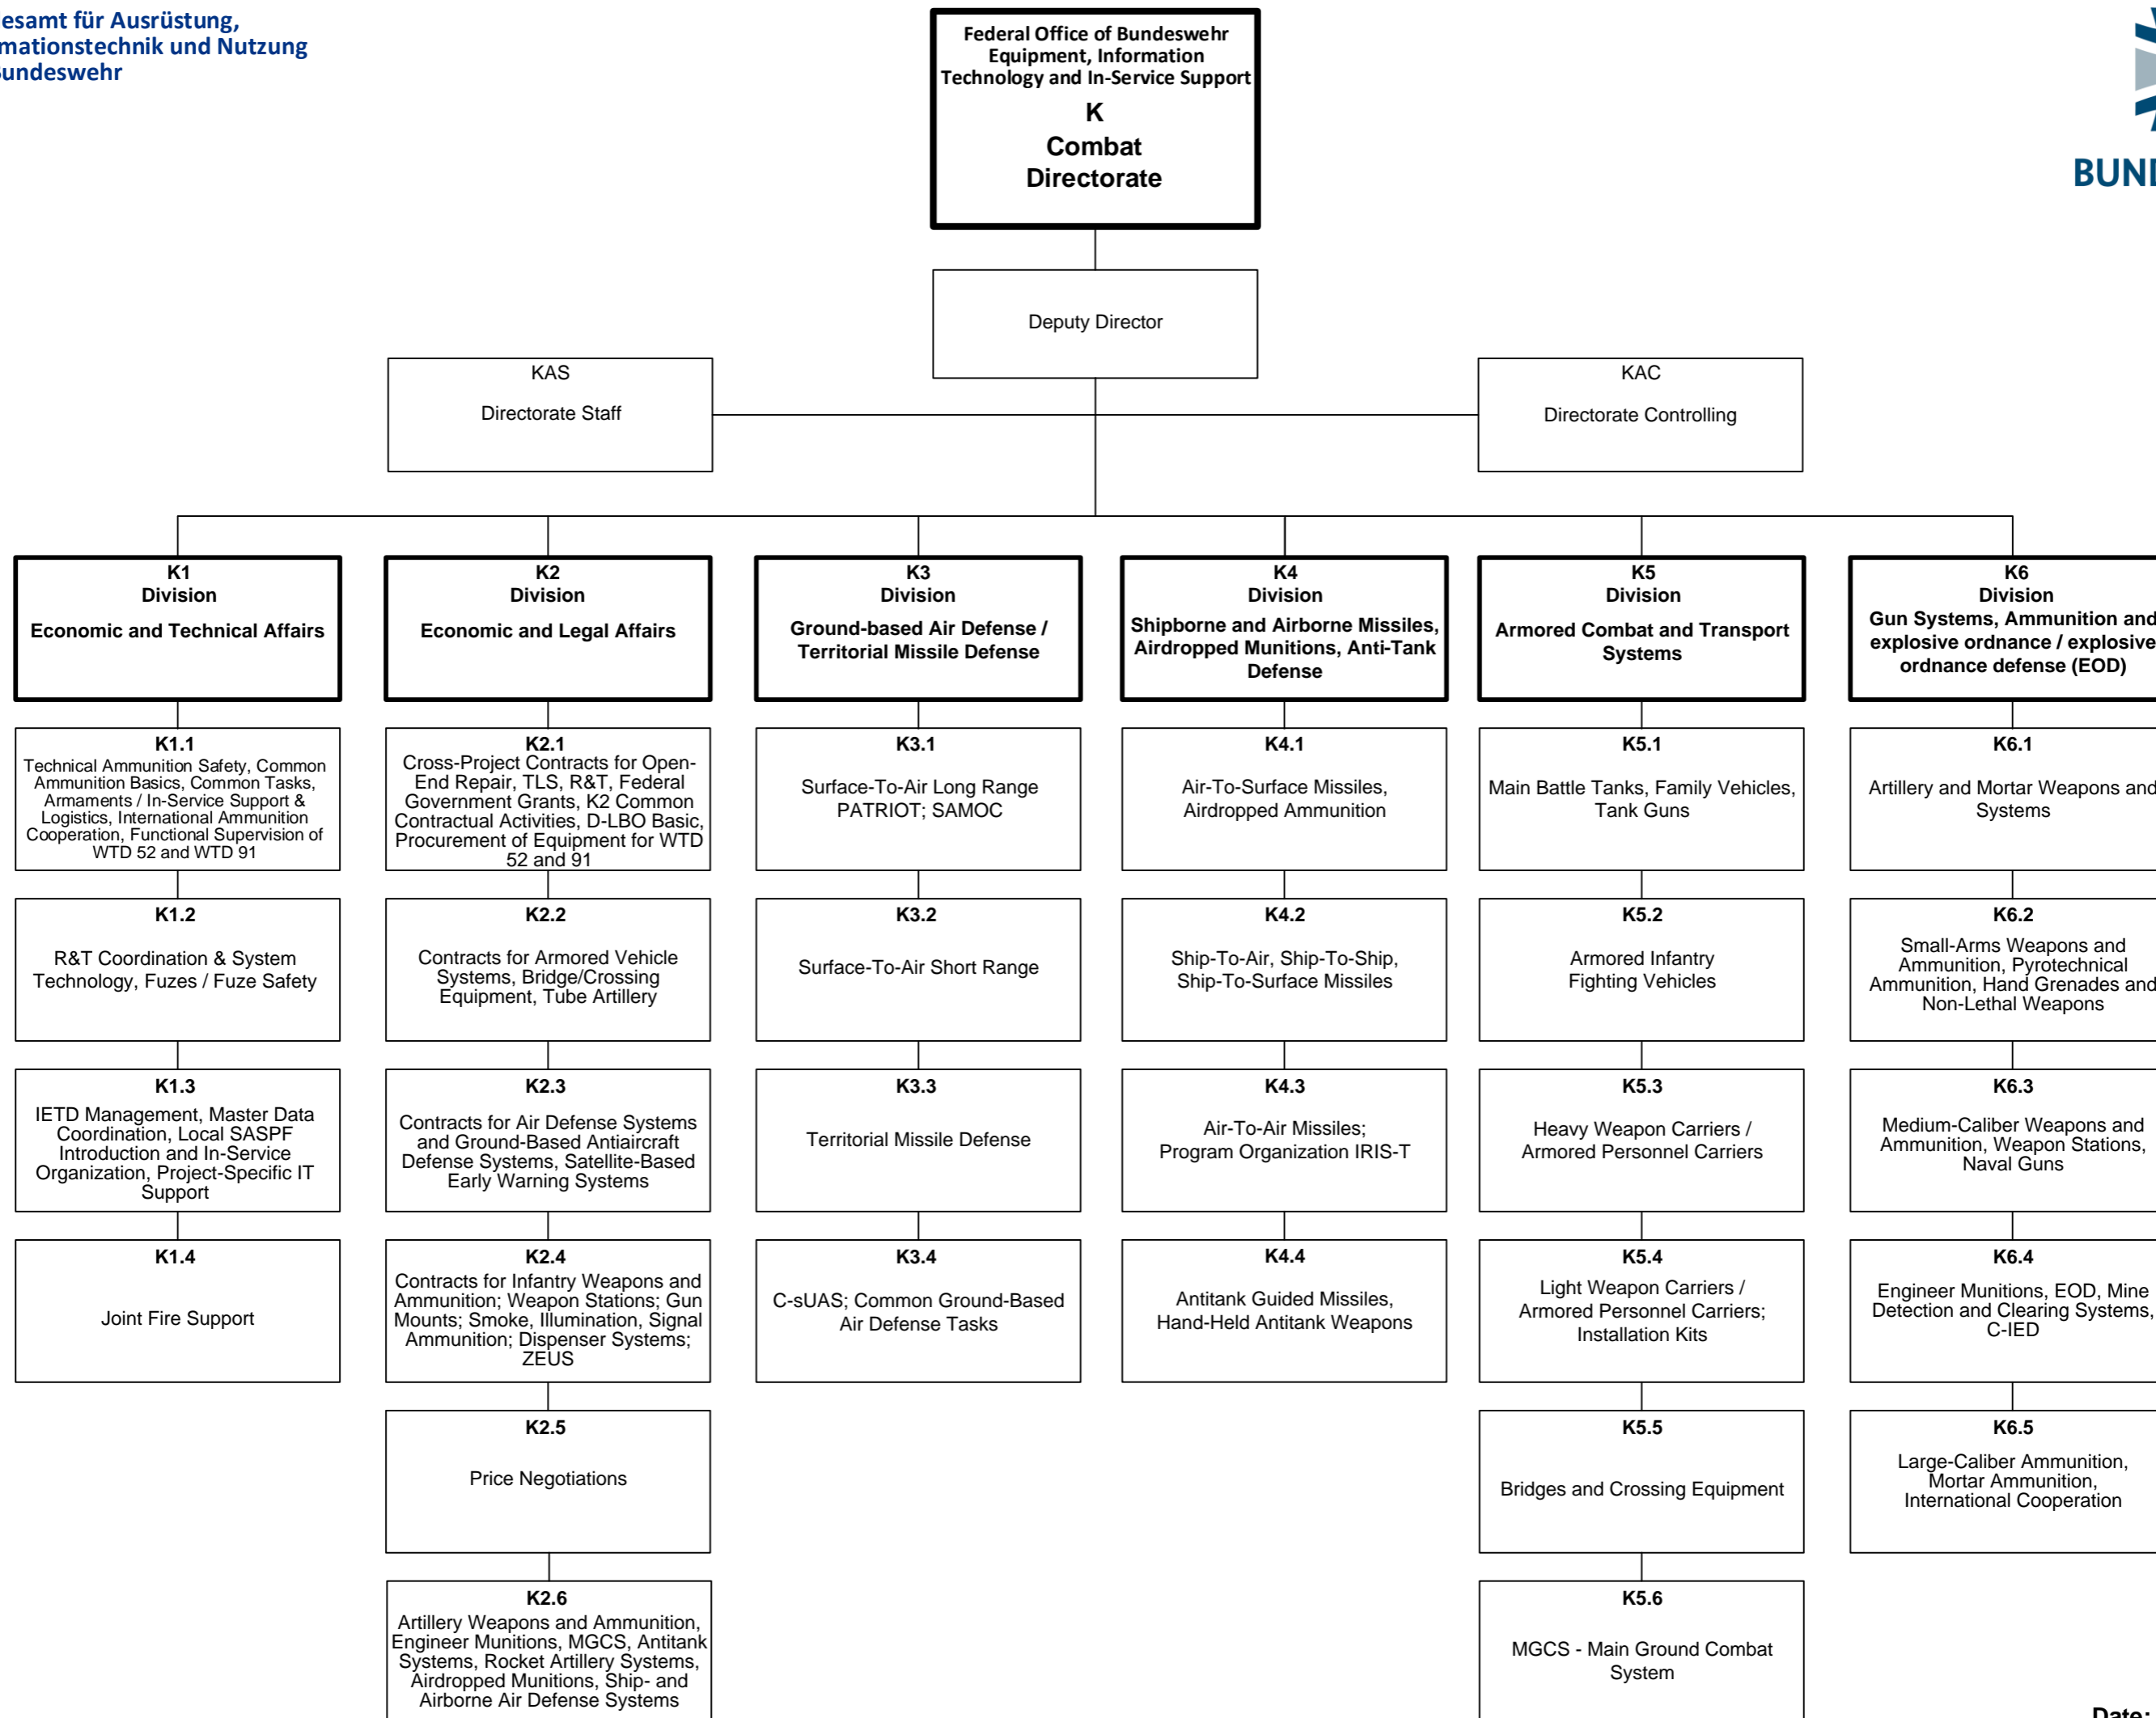 esamt für Ausrüstung,
mationstechnik und Nutzung
Bundeswehr
Federal Office of Bundeswehr
Equipment, Information
Technology and In-Service Support
K
Combat
Directorate
BUND
Deputy Director
KAS
Directorate Staff
KAC
Directorate Controlling
K1
Division
Economic and Technical Affairs
K2
Division
Economic and Legal Affairs
K3
Division
Ground-based Air Defense /
Territorial Missile Defense
K4
Division
Shipborne and Airborne Missiles,
Airdropped Munitions, Anti-Tank
Defense
K5
Division
Armored Combat and Transport
Systems
K6
Division
Gun Systems, Ammunition and
explosive ordnance / explosive
ordnance defense (EOD)
K1.1
Technical Ammunition Safety, Common
Ammunition Basics, Common Tasks,
Armaments / In-Service Support &
Logistics, International Ammunition
Cooperation, Functional Supervision of
WTD 52 and WTD 91
K2.1
Cross-Project Contracts for Open-
End Repair, TLS, R&T, Federal
Government Grants, K2 Common
Contractual Activities, D-LBO Basic,
Procurement of Equipment for WTD
52 and 91
K3.1
Surface-To-Air Long Range
PATRIOT; SAMOC
K4.1
Air-To-Surface Missiles,
Airdropped Ammunition
K5.1
Main Battle Tanks, Family Vehicles,
Tank Guns
K6.1
Artillery and Mortar Weapons and
Systems
K1.2
R&T Coordination & System
Technology, Fuzes / Fuze Safety
K2.2
Contracts for Armored Vehicle
Systems, Bridge/Crossing
Equipment, Tube Artillery
K3.2
Surface-To-Air Short Range
K4.2
Ship-To-Air, Ship-To-Ship,
Ship-To-Surface Missiles
K5.2
Armored Infantry
Fighting Vehicles
K6.2
Small-Arms Weapons and
Ammunition, Pyrotechnical
Ammunition, Hand Grenades and
Non-Lethal Weapons
K1.3
IETD Management, Master Data
Coordination, Local SASPF
Introduction and In-Service
Organization, Project-Specific IT
Support
K2.3
Contracts for Air Defense Systems
and Ground-Based Antiaircraft
Defense Systems, Satellite-Based
Early Warning Systems
K3.3
Territorial Missile Defense
K4.3
Air-To-Air Missiles;
Program Organization IRIS-T
K5.3
Heavy Weapon Carriers /
Armored Personnel Carriers
K6.3
Medium-Caliber Weapons and
Ammunition, Weapon Stations,
Naval Guns
K1.4
Joint Fire Support
K2.4
Contracts for Infantry Weapons and
Ammunition; Weapon Stations; Gun
Mounts; Smoke, Illumination, Signal
Ammunition; Dispenser Systems;
ZEUS
K3.4
C-sUAS; Common Ground-Based
Air Defense Tasks
K4.4
Antitank Guided Missiles,
Hand-Held Antitank Weapons
K5.4
Light Weapon Carriers /
Armored Personnel Carriers;
Installation Kits
K6.4
Engineer Munitions, EOD, Mine
Detection and Clearing Systems,
C-IED
K2.5
Price Negotiations
K5.5
Bridges and Crossing Equipment
K6.5
Large-Caliber Ammunition,
Mortar Ammunition,
International Cooperation
K2.6
Artillery Weapons and Ammunition,
Engineer Munitions, MGCS, Antitank
Systems, Rocket Artillery Systems,
Airdropped Munitions, Ship- and
Airborne Air Defense Systems
K5.6
MGCS - Main Ground Combat
System
Date: